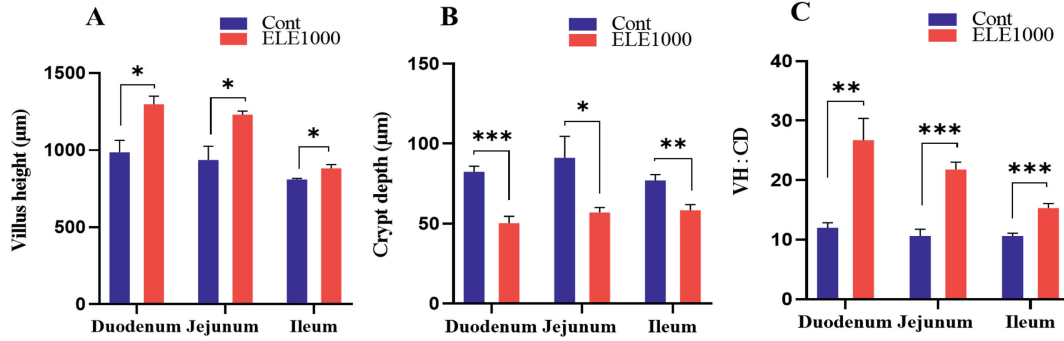 A
Cont
ELE1000
Villus height (μm)
1500
1000
500
0
*
*
*
Duodenum Jejunum Ileum
B
Cont
ELE1000
Crypt depth (μm)
150
100
50
0
***
*
**
Duodenum Jejunum Ileum
C
Cont
ELE1000
VH : CD
40
30
20
10
0
**
***
***
Duodenum Jejunum Ileum